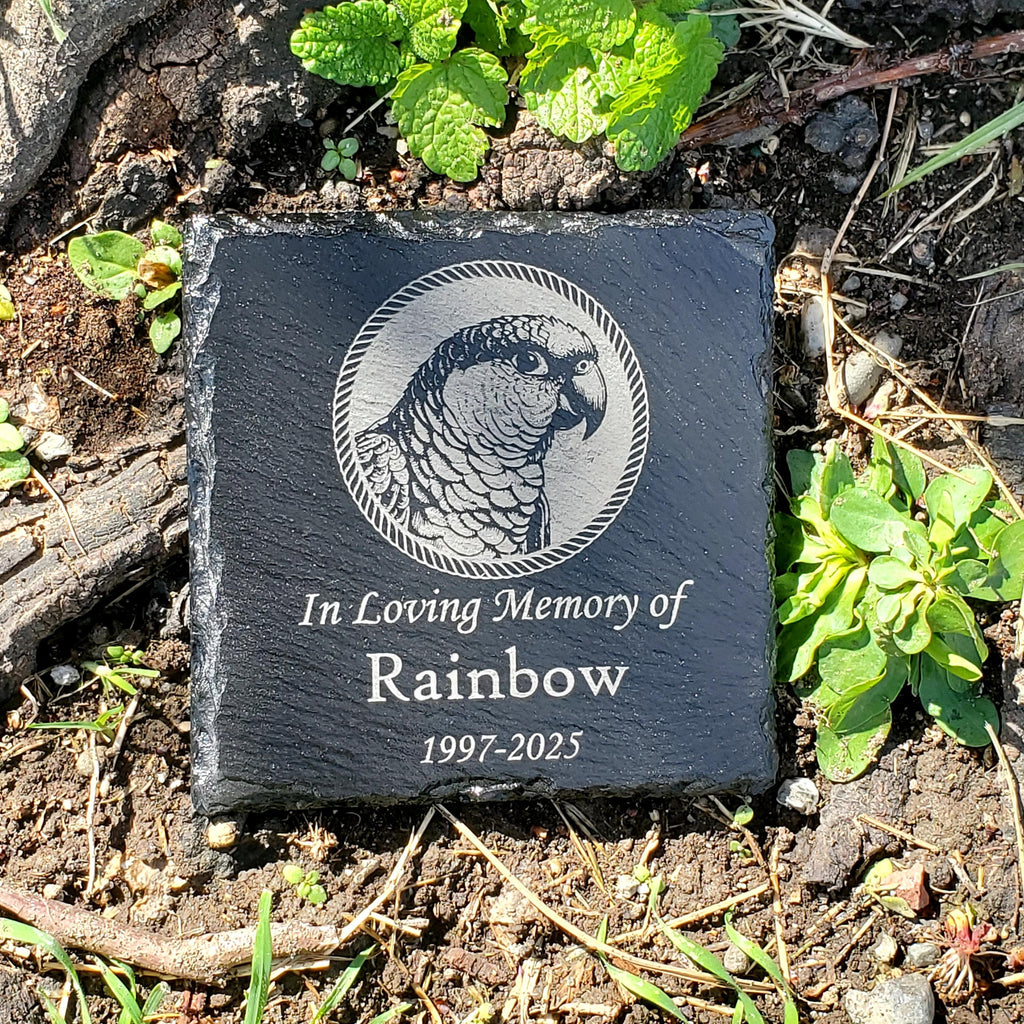 In Loving Memory of
Rainbow
1997-2025